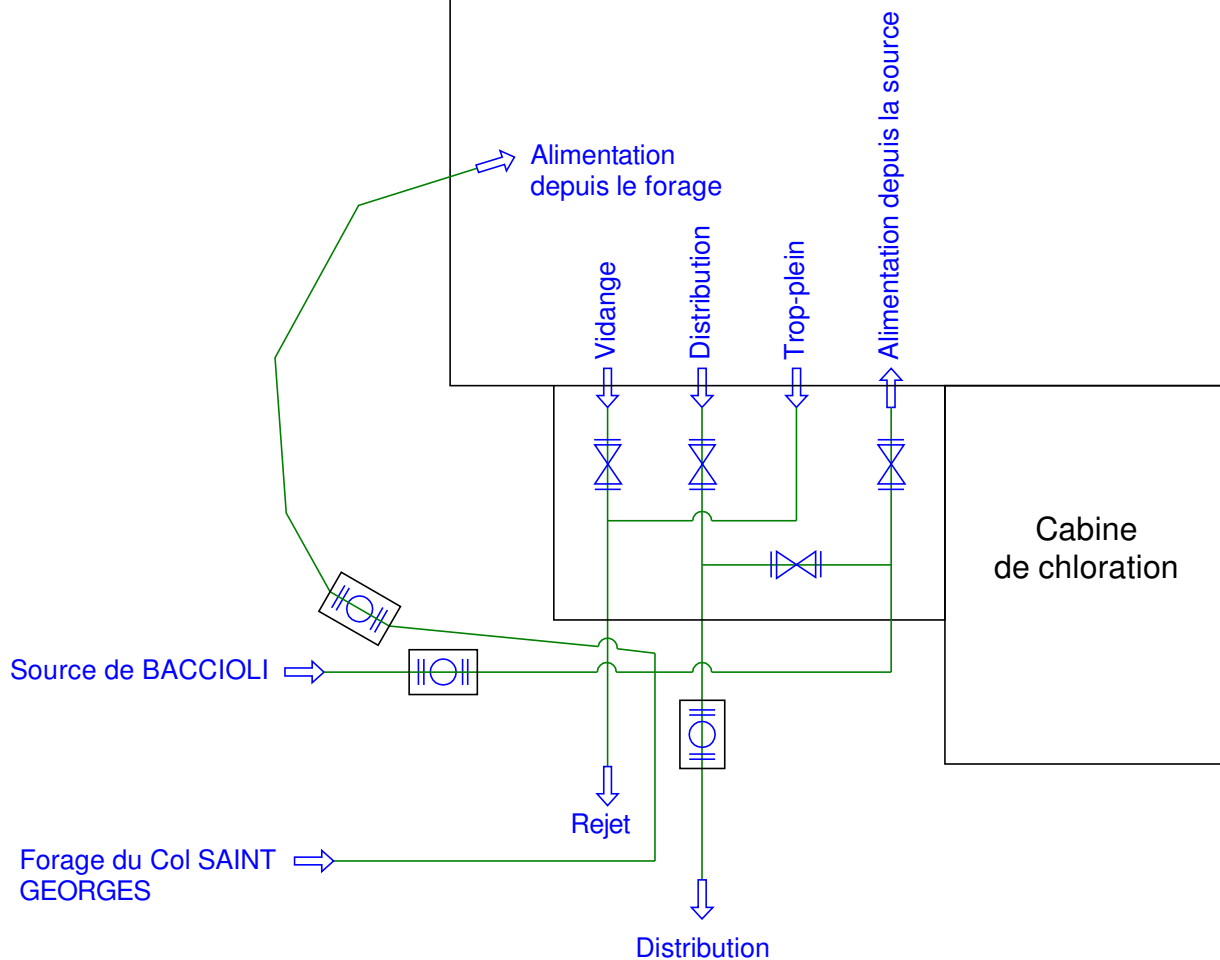 Alimentation depuis la source
Alimentation
depuis le forage
Vidange
Distribution
Trop-plein
Cabine
de chloration
Source de BACCIOLI
Rejet
Forage du Col SAINT
GEORGES
Distribution